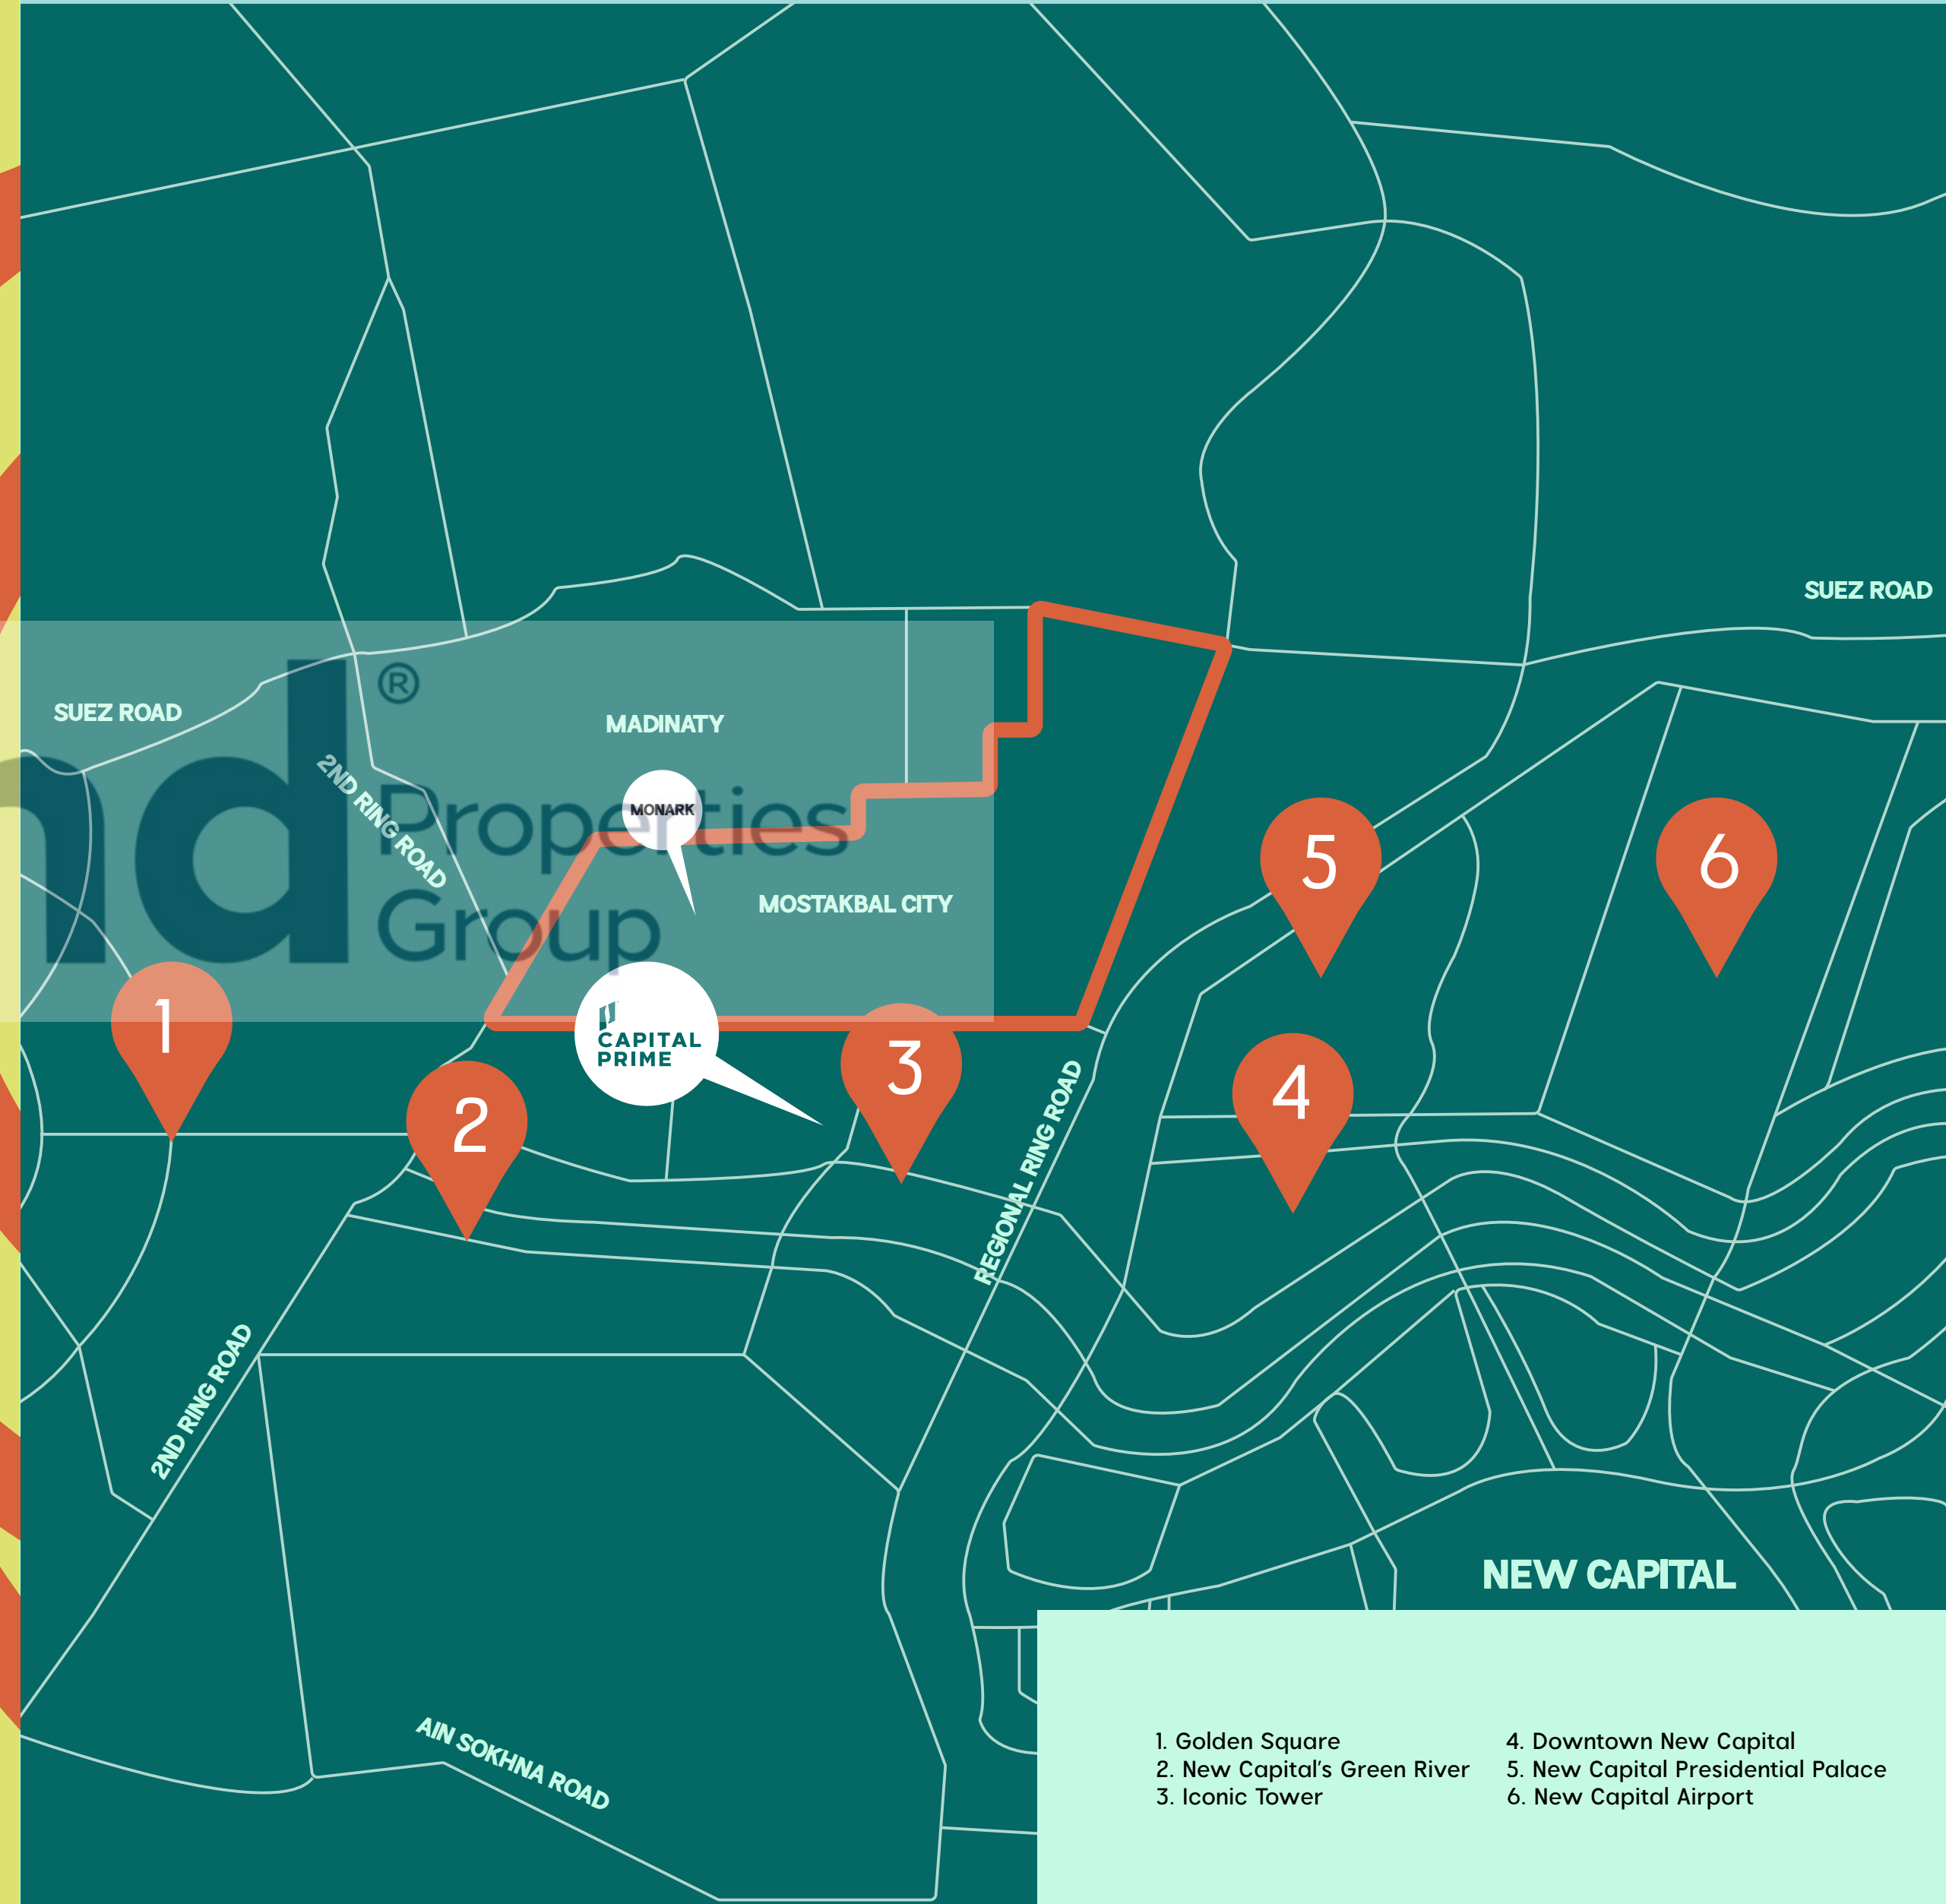 SUEZ ROAD
®
SUEZ ROAD
MADINATY
2ND RING ROAD
Properties
MONARK
Group
MOSTAKBAL CITY
1
2
3
4
5
6
CAPITAL
PRIME
REGIONAL RING ROAD
2ND RING ROAD
NEW CAPITAL
AIN SOKHNA ROAD
1. Golden Square
2. New Capital's Green River
3. Iconic Tower
4. Downtown New Capital
5. New Capital Presidential Palace
6. New Capital Airport